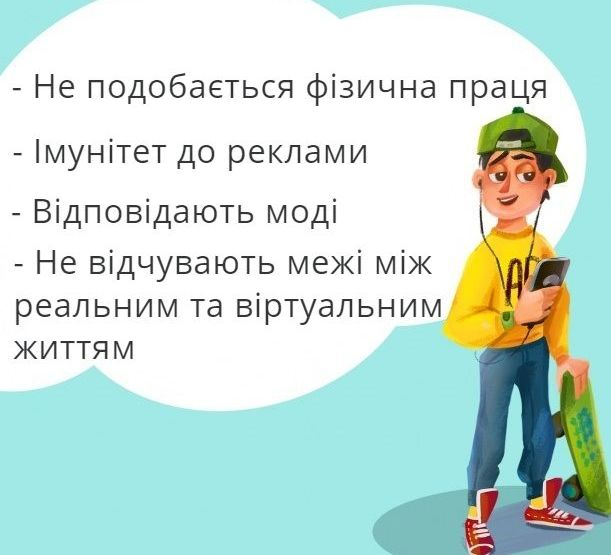 - Не подобається фізична праця
- Імунітет до реклами
- Відповідають моді
- Не відчувають межі між
реальним та віртуальним
життям